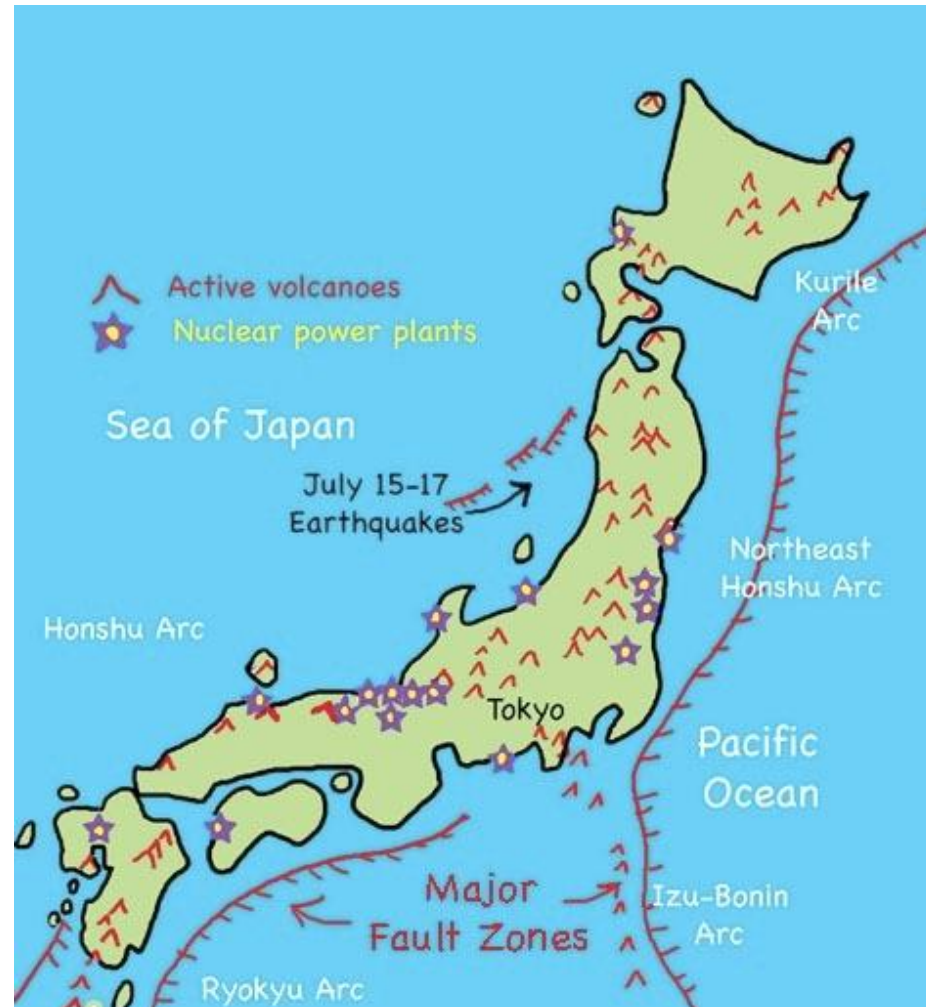 Active volcanoes
Nuclear power plants
Kurile
Arc
Sea of Japan
July 15-17
Earthquakes
Northeast
Honshu Arc
Honshu Arc
Tokyo
Pacific
Ocean
Major
Fault Zones
Izu-Bonin
Arc
Ryokyu Arc